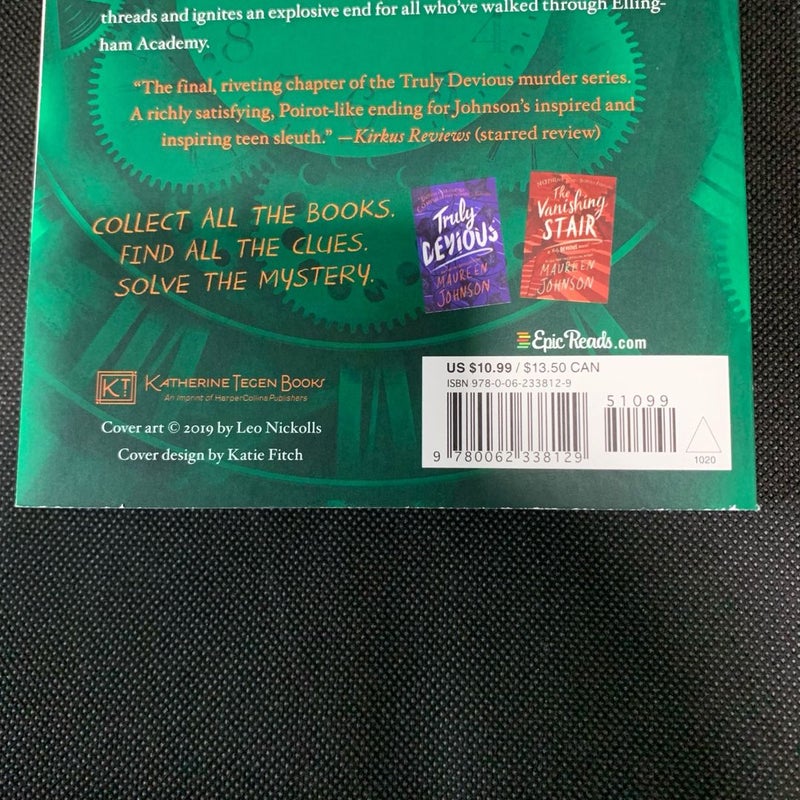 threads and ignites an explosive end for all who've walked through Elling-
ham Academy.
“The final, riveting chapter of the Truly Devious murder series.
A richly satisfying, Poirot-like ending for Johnson’s inspired and
inspiring teen sleuth.” —Kirkus Reviews (starred review)
COLLECT ALL THE BOOKS.
FIND ALL THE CLUES.
SOLVE THE MYSTERY.
Truly
DEVIOUS
MAUREEN
JOHNSON
The
Vanishing
STAIR
MAUREEN
JOHNSON
EpicReads.com
KT KATHERINE TEGEN BOOKS
An Imprint of HarperCollinsPublishers
Cover art © 2019 by Leo Nickolls
Cover design by Katie Fitch
US $10.99 / $13.50 CAN
ISBN 978-0-06-233812-9
51099
9 780062 338129
1020